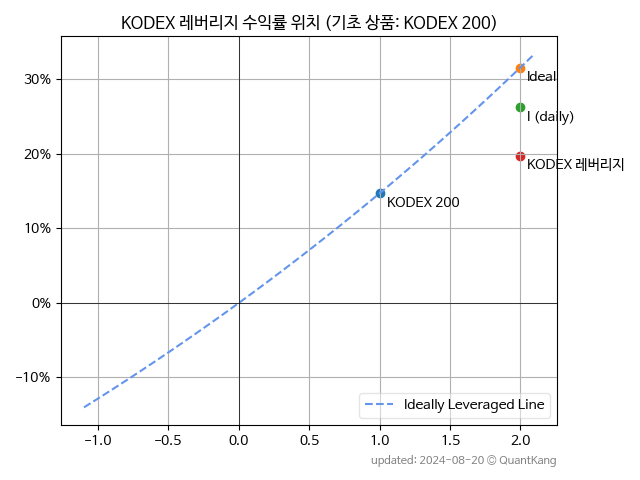 KODEX 레버리지 수익률 위치 (기초 상품: KODEX 200)
30%
20%
10%
0%
−10%
Ideal
I (daily)
KODEX 레버리지
KODEX 200
Ideally Leveraged Line
−1.0 −0.5 0.0 0.5 1.0 1.5 2.0
updated: 2024-08-20 © QuantKang